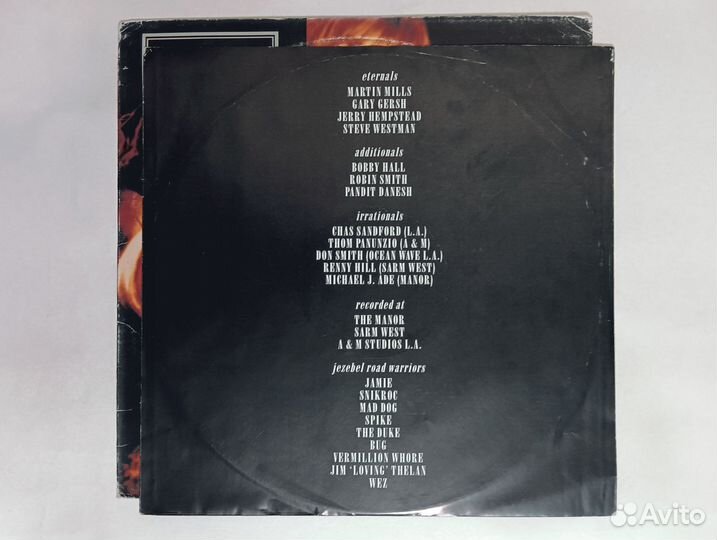 eternals
MARTIN MILLS
GARY GERSH
JERRY HEMPSTEAD
STEVE WESTMAN
additionals
BOBBY HALL
ROBIN SMITH
PANDIT DANESH
irrationals
CHAS SANDFORD (L.A.)
THOM PANUNZIO (A & M)
DON SMITH (OCEAN WAVE L.A.)
RENNY HILL (SARM WEST)
MICHAEL J. ADE (MANOR)
recorded at
THE MANOR
SARM WEST
A & M STUDIOS L.A.
jezebel road warriors
JAMIE
SNIKROC
MAD DOG
SPIKE
THE DUKE
BUG
VERMILLION WHORE
JIM 'LOVING' THELAN
WEZ
Avito